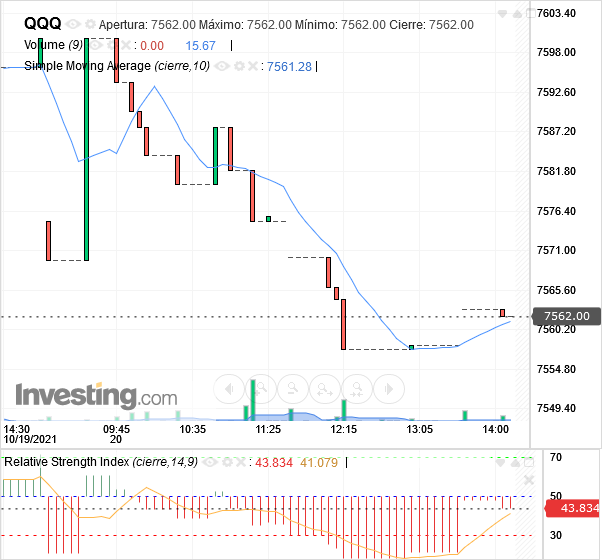 QQQ Apertura: 7562.00 Máximo: 7562.00 Mínimo: 7562.00 Cierre: 7562.00
Volume (9) : 0.00 15.67
Simple Moving Average (cierre,10) : 7561.28
7603.40
7598.00
7592.60
7587.20
7581.80
7576.40
7571.00
7565.60
7562.00
7560.20
7554.80
7549.40
Investing.com
14:30 09:45 10:35 11:25 12:15 13:05 14:00
10/19/2021 20
Relative Strength Index (cierre,14,9) : 43.834 41.079
70
50
43.834
30